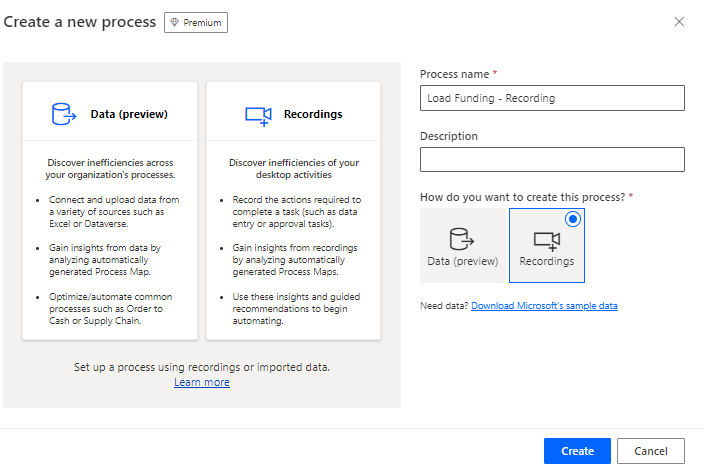 Create a new process
Premium
Data (preview)
Discover inefficiencies across
your organization's processes.
• Connect and upload data from
a variety of sources such as
Excel or Dataverse.
• Gain insights from data by
analyzing automatically
generated Process Map.
• Optimize/automate common
processes such as Order to
Cash or Supply Chain.
Recordings
Discover inefficiencies of your
desktop activities
• Record the actions required to
complete a task (such as data
entry or approval tasks).
• Gain insights from recordings
by analyzing automatically
generated Process Maps.
• Use these insights and guided
recommendations to begin
automating.
Set up a process using recordings or imported data.
Learn more
Process name *
Load Funding - Recording
Description
How do you want to create this process? *
Data (preview)
Recordings
Need data? Download Microsoft's sample data
Create
Cancel